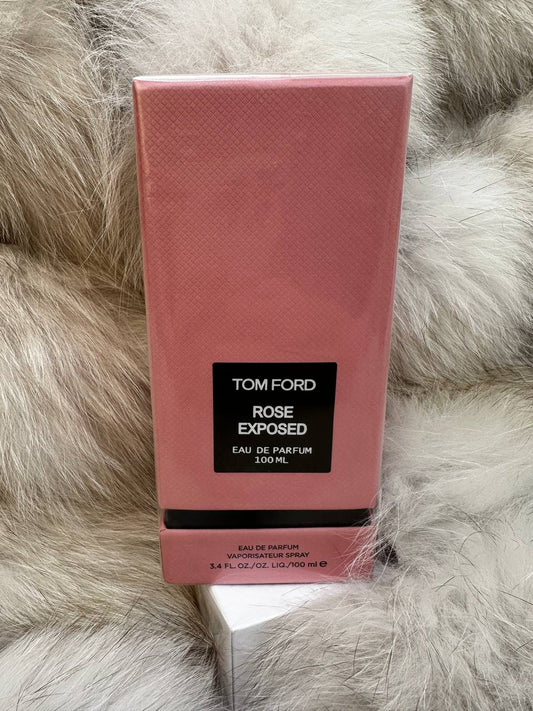 TOM FORD
ROSE
EXPOSED
EAU DE PARFUM
100 ML
EAU DE PARFUM
VAPORISATEUR SPRAY
3.4 FL. OZ./OZ. LIQ./100 ml ℮